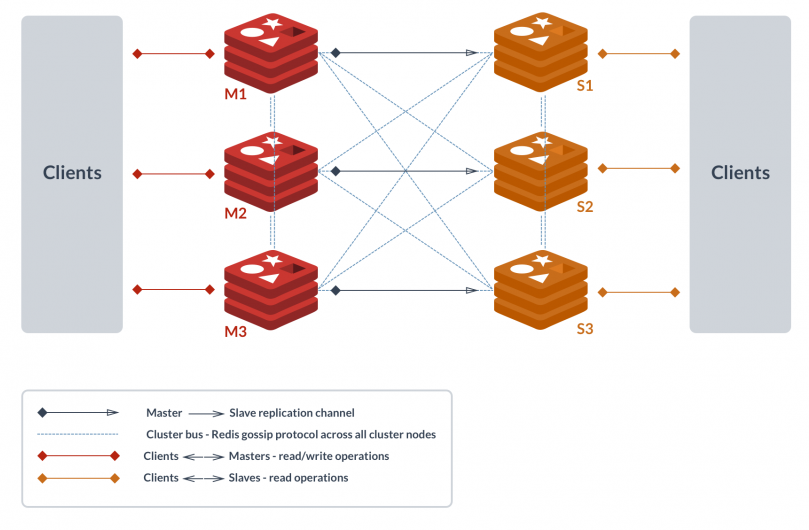 M1
S1
Clients
Clients
M2
S2
M3
S3
Master Slave replication channel
Cluster bus - Redis gossip protocol across all cluster nodes
Clients Masters - read/write operations
Clients Slaves - read operations